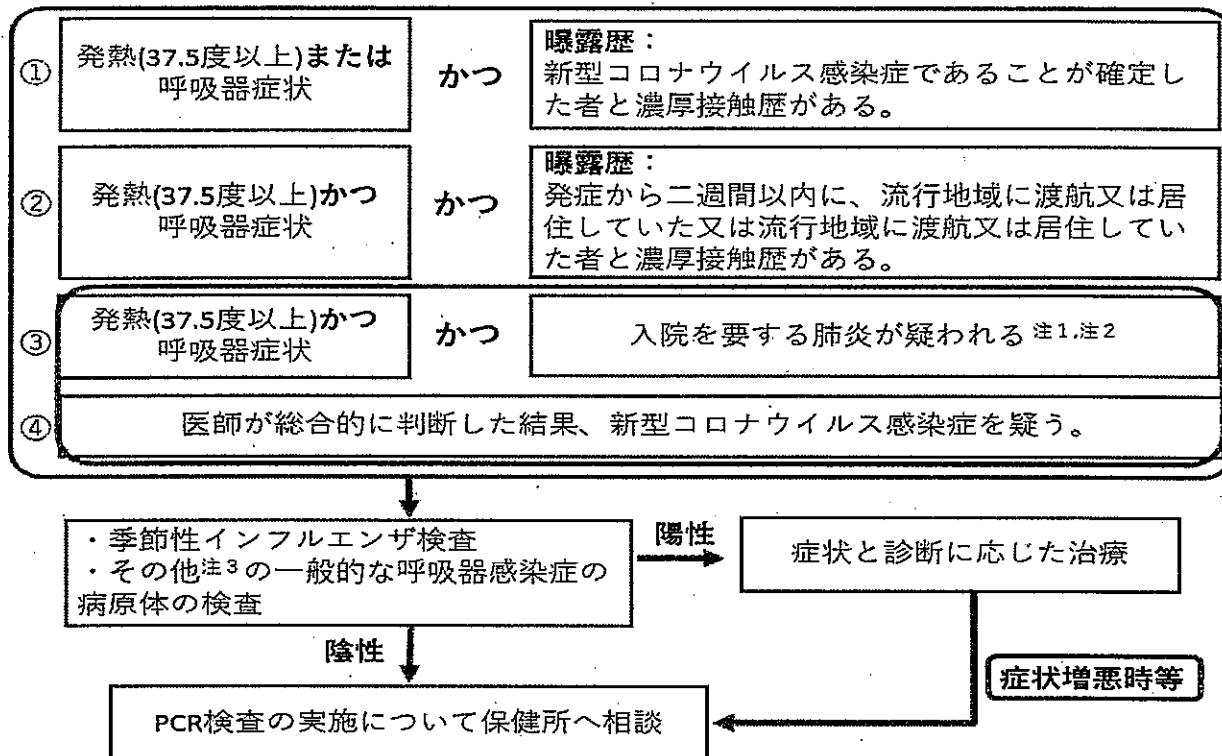 ①
発熱(37.5度以上)または
呼吸器症状
かつ
曝露歴：
新型コロナウイルス感染症であることが確定し
た者と濃厚接触歴がある。
②
発熱(37.5度以上)かつ
呼吸器症状
かつ
曝露歴：
発症から二週間以内に、流行地域に渡航又は居
住していた又は流行地域に渡航又は居住してい
た者と濃厚接触歴がある。
③
発熱(37.5度以上)かつ
呼吸器症状
かつ
入院を要する肺炎が疑われる 注1,注2
④
医師が総合的に判断した結果、新型コロナウイルス感染症を疑う。
・季節性インフルエンザ検査
・その他注3の一般的な呼吸器感染症の
病原体の検査
陽性
症状と診断に応じた治療
陰性
症状増悪時等
PCR検査の実施について保健所へ相談